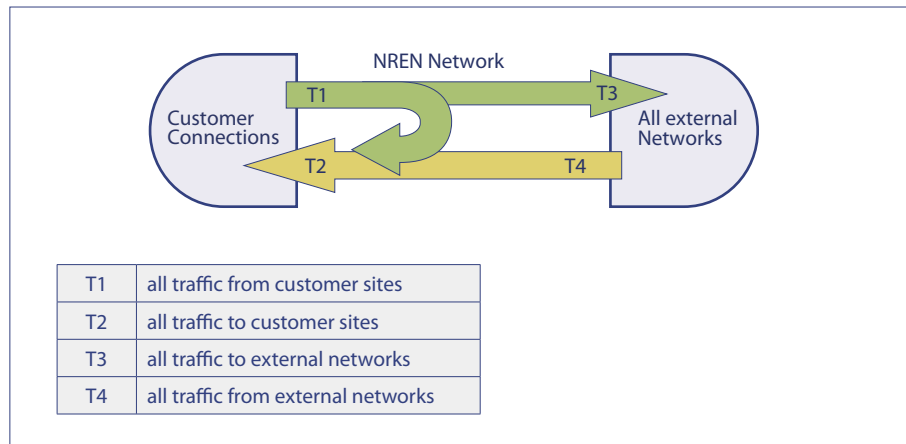 NREN Network
T1
T3
Customer
Connections
All external
Networks
T2
T4
T1 all traffic from customer sites
T2 all traffic to customer sites
T3 all traffic to external networks
T4 all traffic from external networks